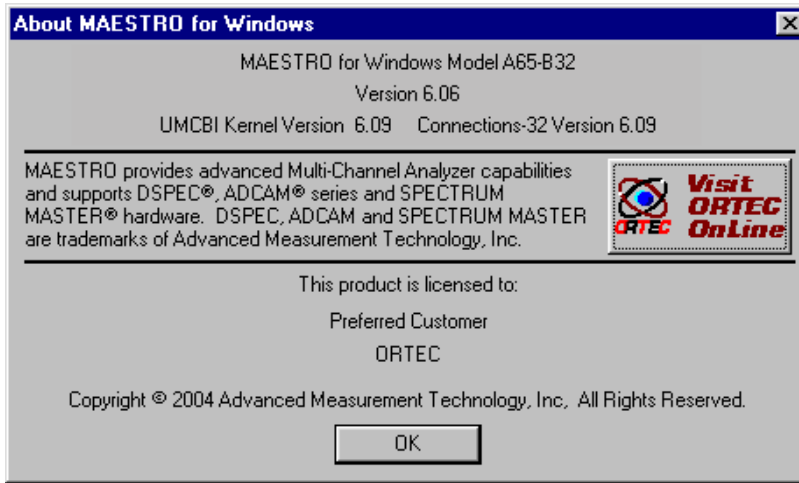 About MAESTRO for Windows
MAESTRO for Windows Model A65-B32
Version 6.06
UMCBI Kernel Version 6.09 Connections-32 Version 6.09
MAESTRO provides advanced Multi-Channel Analyzer capabilities
and supports DSPEC®, ADCAM® series and SPECTRUM
MASTER® hardware. DSPEC, ADCAM and SPECTRUM MASTER
are trademarks of Advanced Measurement Technology, Inc.
ORTEC
Visit
ORTEC
OnLine
This product is licensed to:
Preferred Customer
ORTEC
Copyright © 2004 Advanced Measurement Technology, Inc, All Rights Reserved.
OK